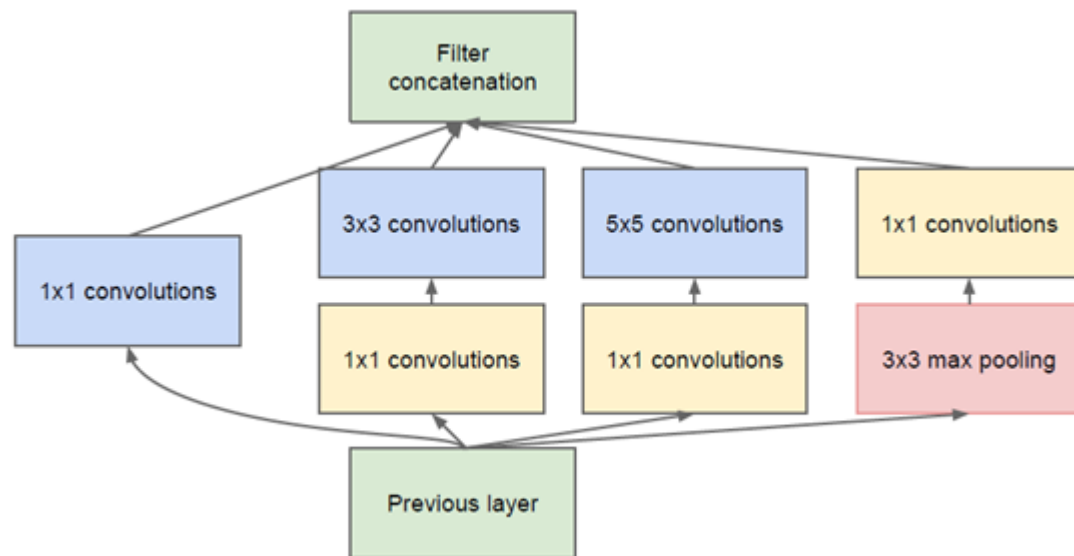 Filter
concatenation
3x3 convolutions
5x5 convolutions
1x1 convolutions
1x1 convolutions
1x1 convolutions
1x1 convolutions
3x3 max pooling
Previous layer